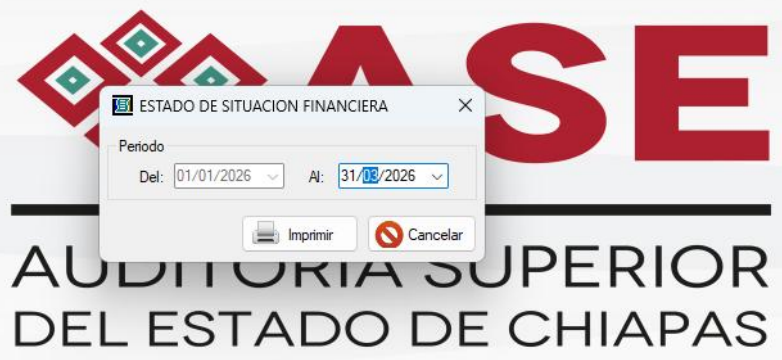 ASE
ESTADO DE SITUACION FINANCIERA
Periodo
Del: 01/01/2026 Al: 31/03/2026
Imprimir Cancelar
AUDITORÍA SUPERIOR
DEL ESTADO DE CHIAPAS